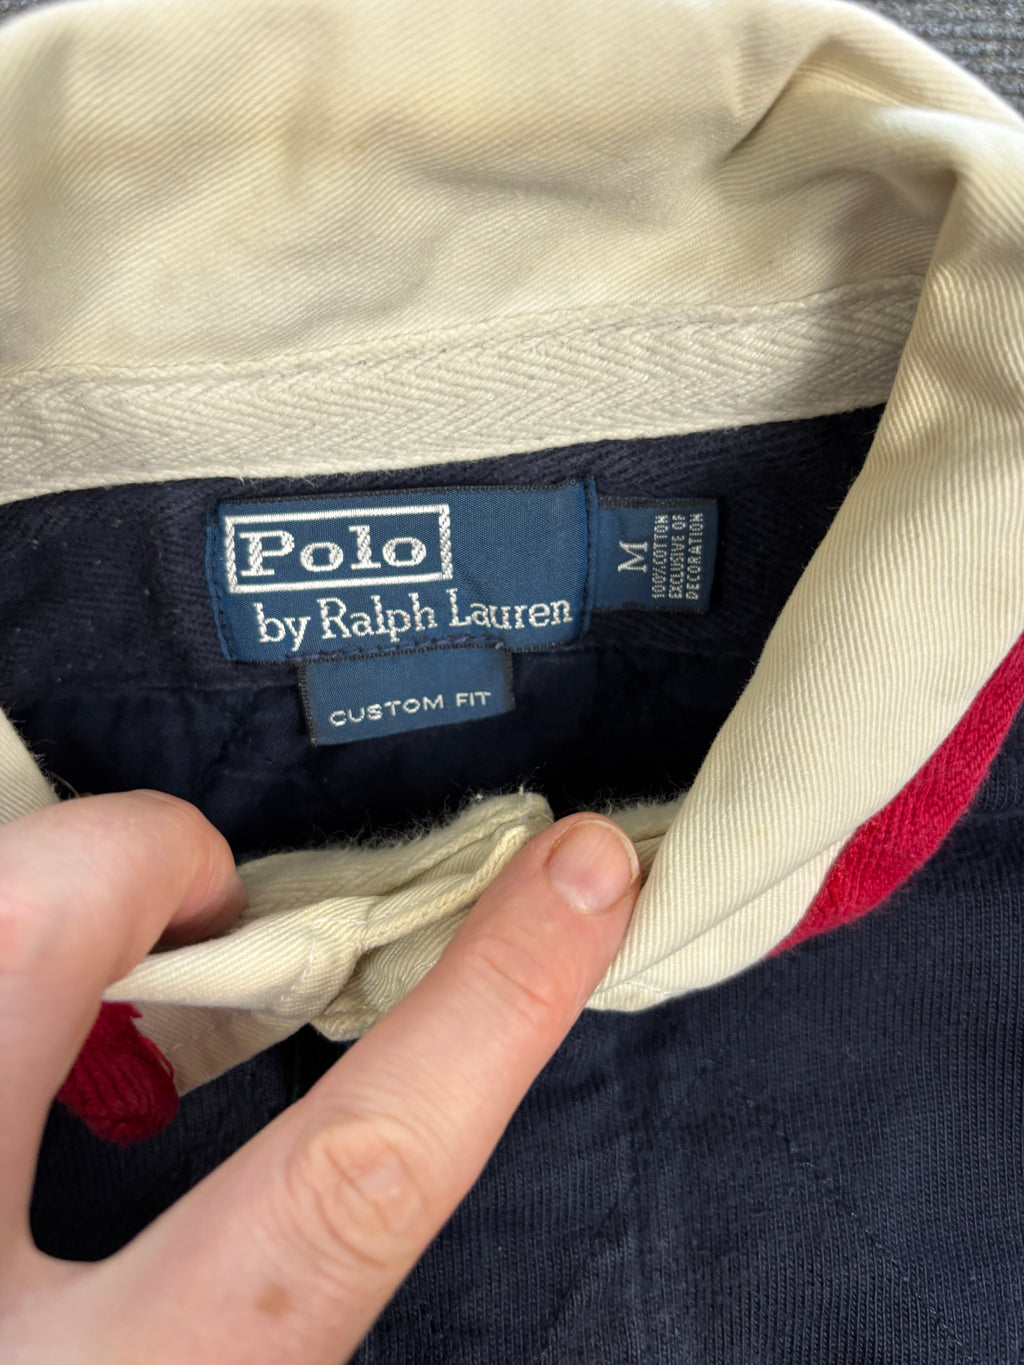 Polo
by Ralph Lauren
M
100% COTTON
EXCLUSIVE OF
DECORATION
CUSTOM FIT